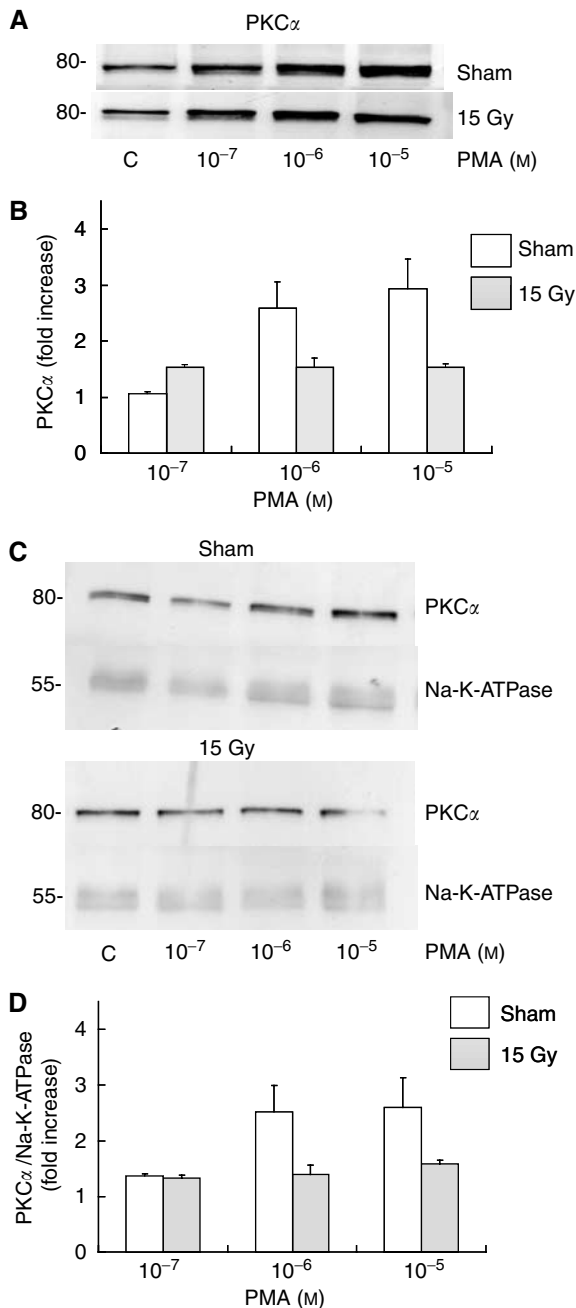 A
PKCα
80-
Sham
80-
15 Gy
C 10⁻⁷ 10⁻⁶ 10⁻⁵ PMA (M)
B
4
3
2
1
0
PKCα (fold increase)
Sham
15 Gy
10⁻⁷ 10⁻⁶ 10⁻⁵
PMA (M)
C
Sham
80-
PKCα
55-
Na-K-ATPase
15 Gy
80-
PKCα
55-
Na-K-ATPase
C 10⁻⁷ 10⁻⁶ 10⁻⁵ PMA (M)
D
4
3
2
1
0
PKCα/Na-K-ATPase
(fold increase)
Sham
15 Gy
10⁻⁷ 10⁻⁶ 10⁻⁵
PMA (M)